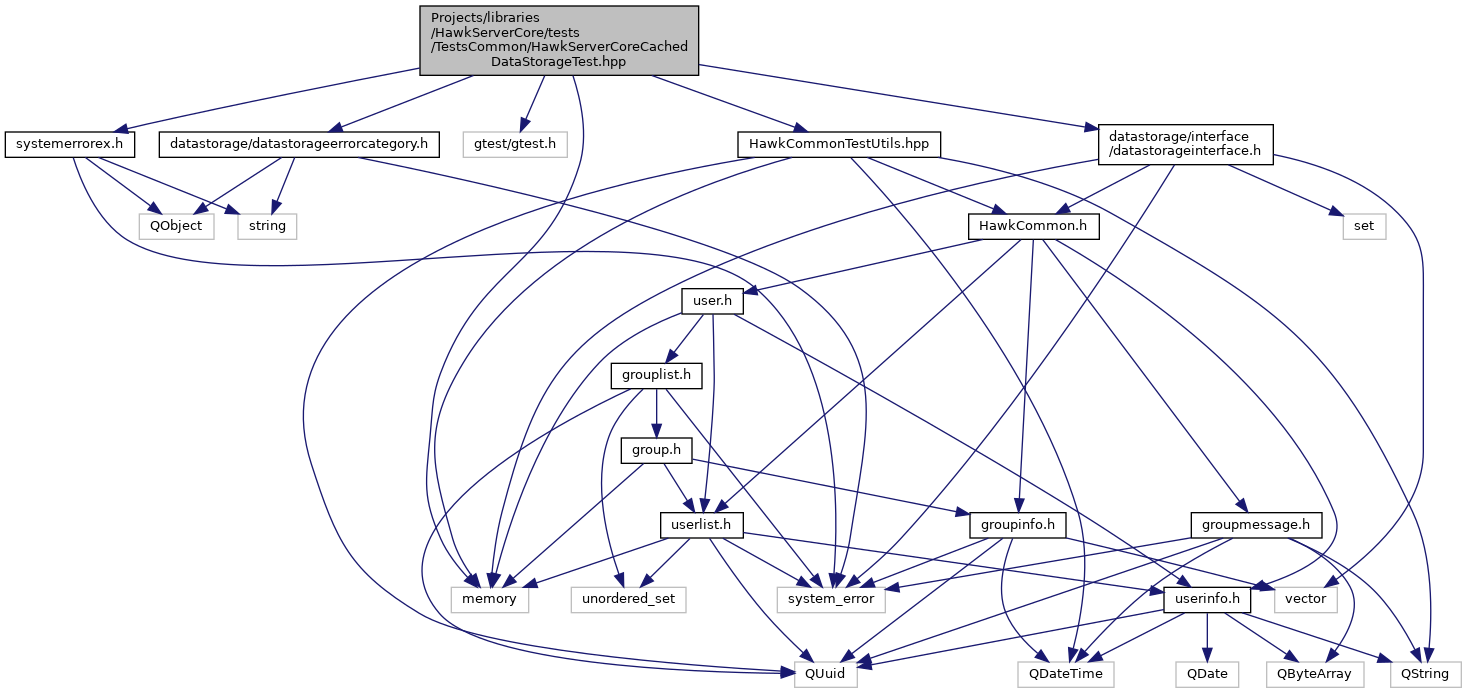 Projects/libraries
/HawkServerCore/tests
/TestsCommon/HawkServerCoreCached
DataStorageTest.hpp
systemerrorex.h
datastorage/datastorageerrorcategory.h
gtest/gtest.h
HawkCommonTestUtils.hpp
datastorage/interface
/datastorageinterface.h
QObject
string
HawkCommon.h
set
user.h
grouplist.h
group.h
userlist.h
groupinfo.h
groupmessage.h
memory
unordered_set
system_error
userinfo.h
vector
QUuid
QDateTime
QDate
QByteArray
QString